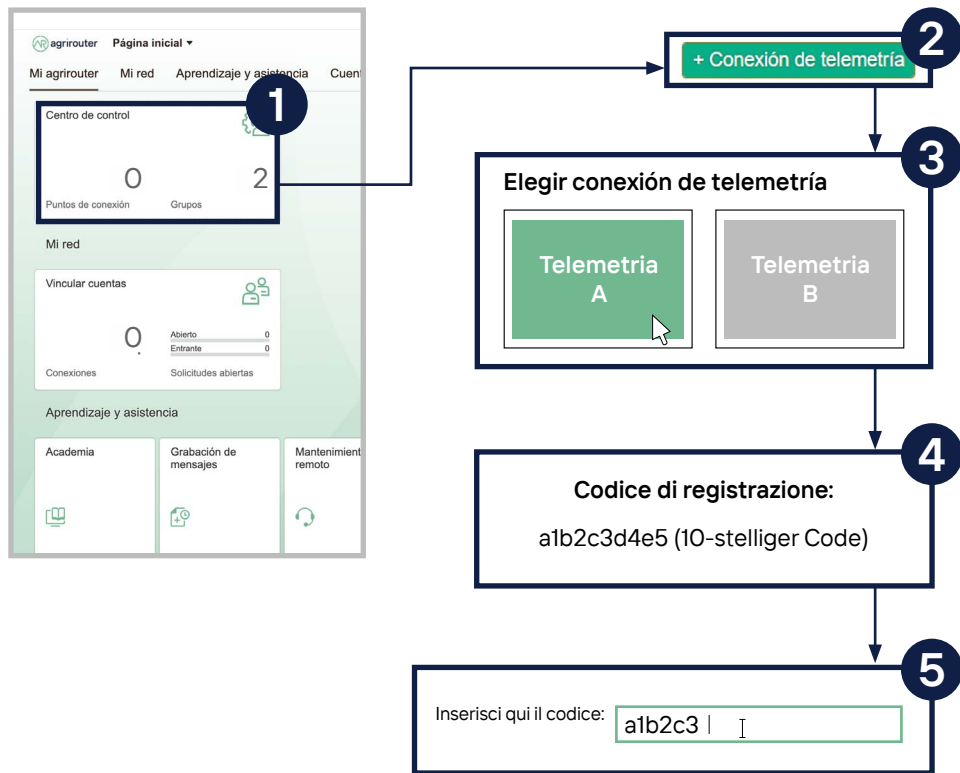 agrirouter Página inicial
Mi agrirouter Mi red Aprendizaje y asistencia Cuen
1
Centro de control
0 2
Puntos de conexión Grupos
Mi red
Vincular cuentas
0
Abierto 0
Entrante 0
Conexiones Solicitudes abiertas
Aprendizaje y asistencia
Academia
Grabación de
mensajes
Mantenimient
remoto
2
+ Conexión de telemetría
3
Elegir conexión de telemetría
Telemetria
A
Telemetria
B
4
Codice di registrazione:
a1b2c3d4e5 (10-stelliger Code)
5
Inserisci qui il codice: a1b2c3